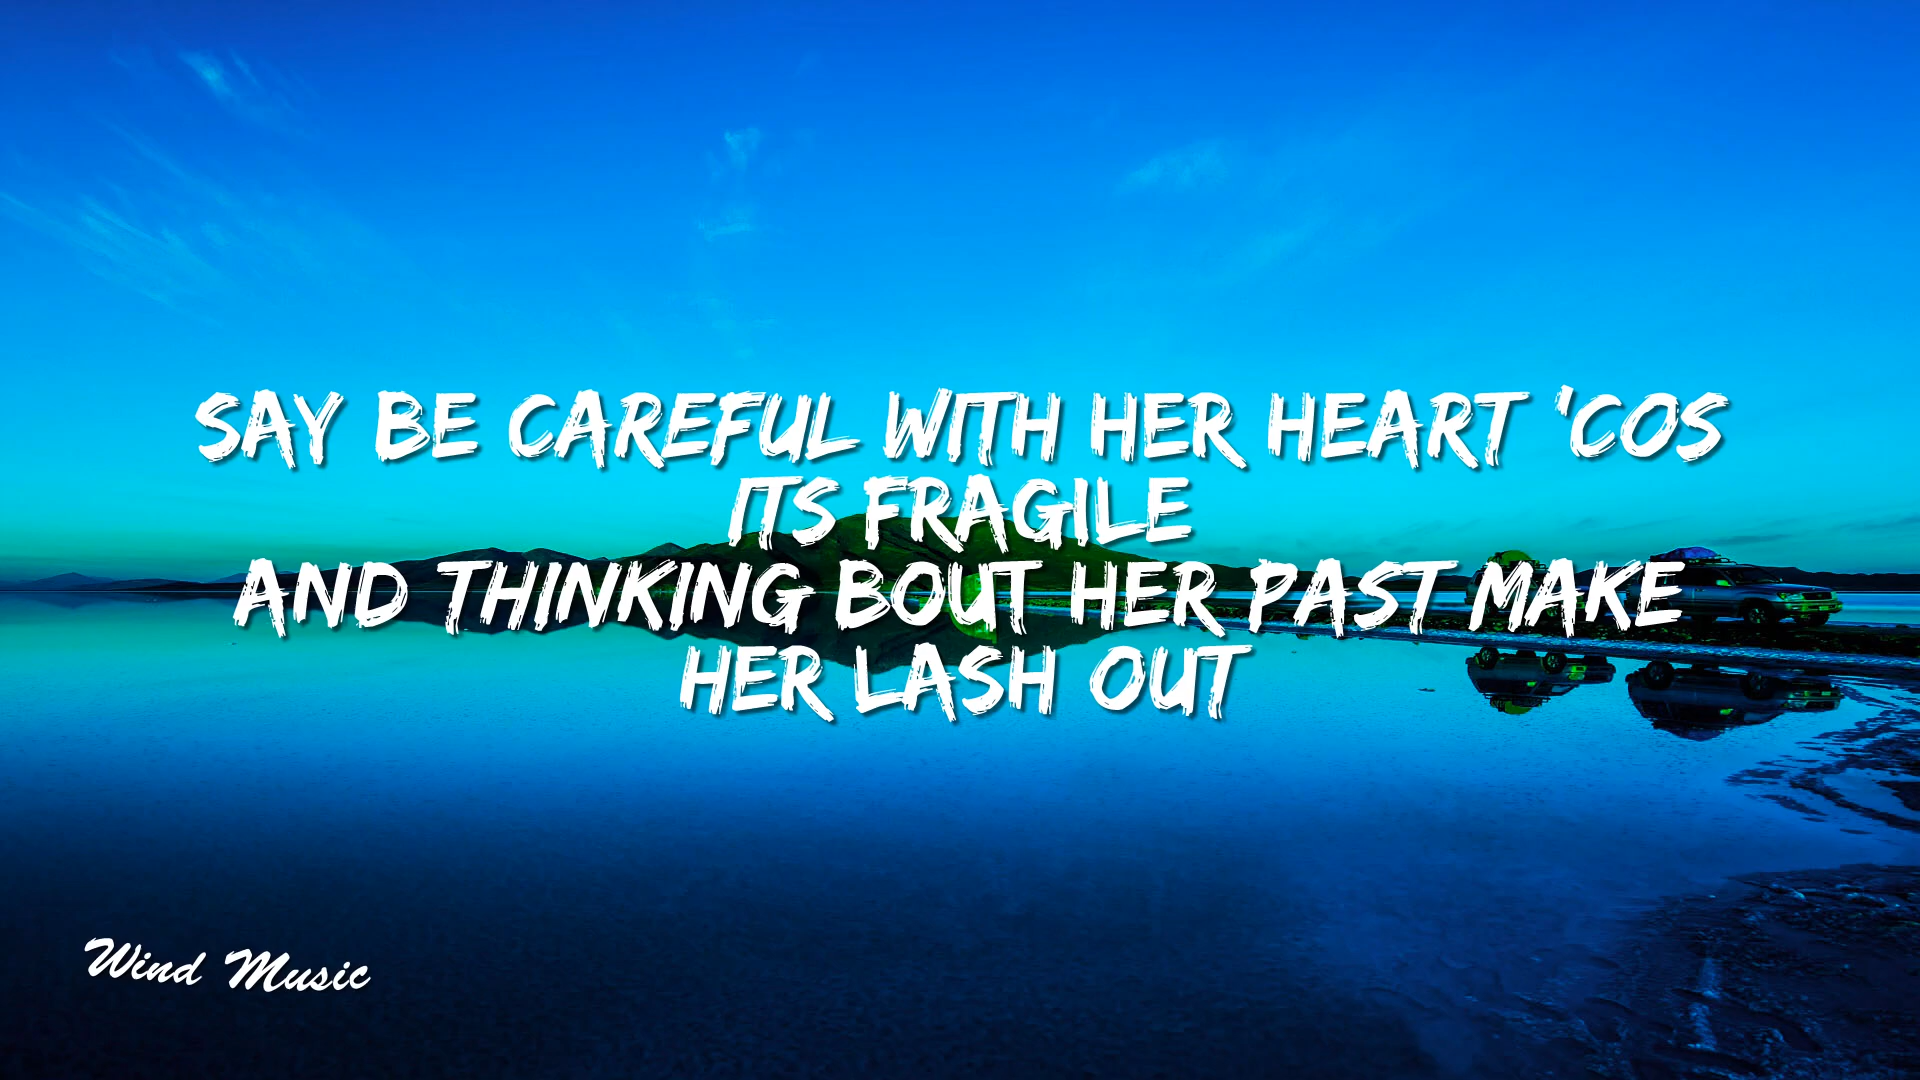 SAY BE CAREFUL WITH HER HEART 'COS
ITS FRAGILE
AND THINKING BOUT HER PAST MAKE
HER LASH OUT
Wind Music